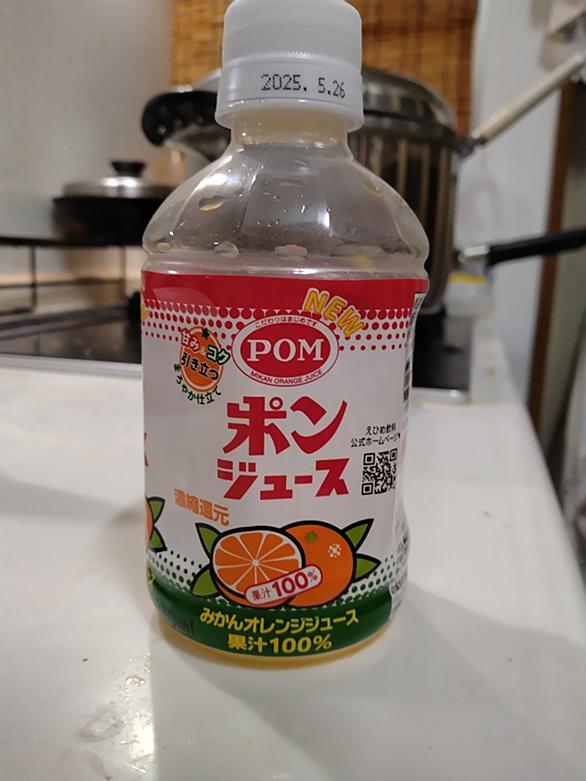 2025. 5.26
NEW
こだわりはまじめです
POM
MIKAN ORANGE JUICE
甘み コク
引き立つ
まろやか仕立て
ポン
ジュース
えひめ飲料
公式ホームページ
濃縮還元
果汁100%
みかんオレンジジュース
果汁100%